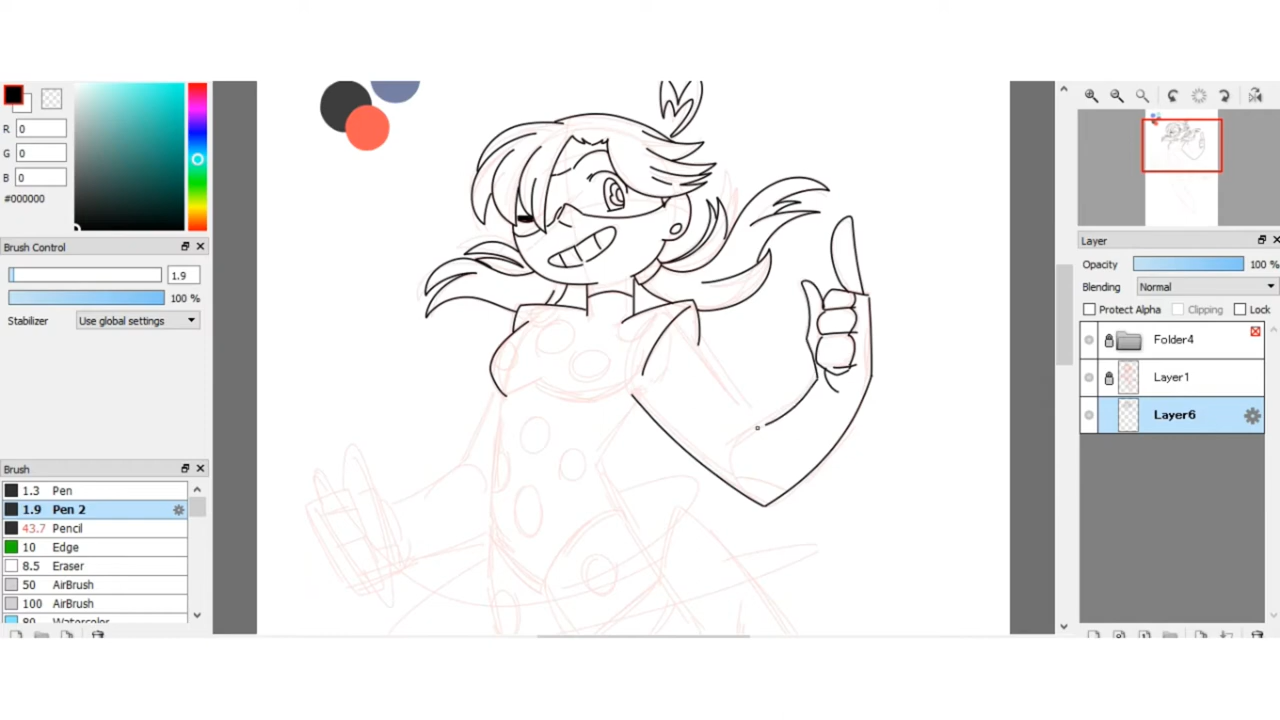 R 0
G 0
B 0
#000000
Brush Control
1.9
100 %
Stabilizer Use global settings
Brush
1.3 Pen
1.9 Pen 2
43.7 Pencil
10 Edge
8.5 Eraser
50 AirBrush
100 AirBrush
80 Watercolor
Layer
Opacity 100 %
Blending Normal
Protect Alpha Clipping Lock
Folder4
Layer1
Layer6